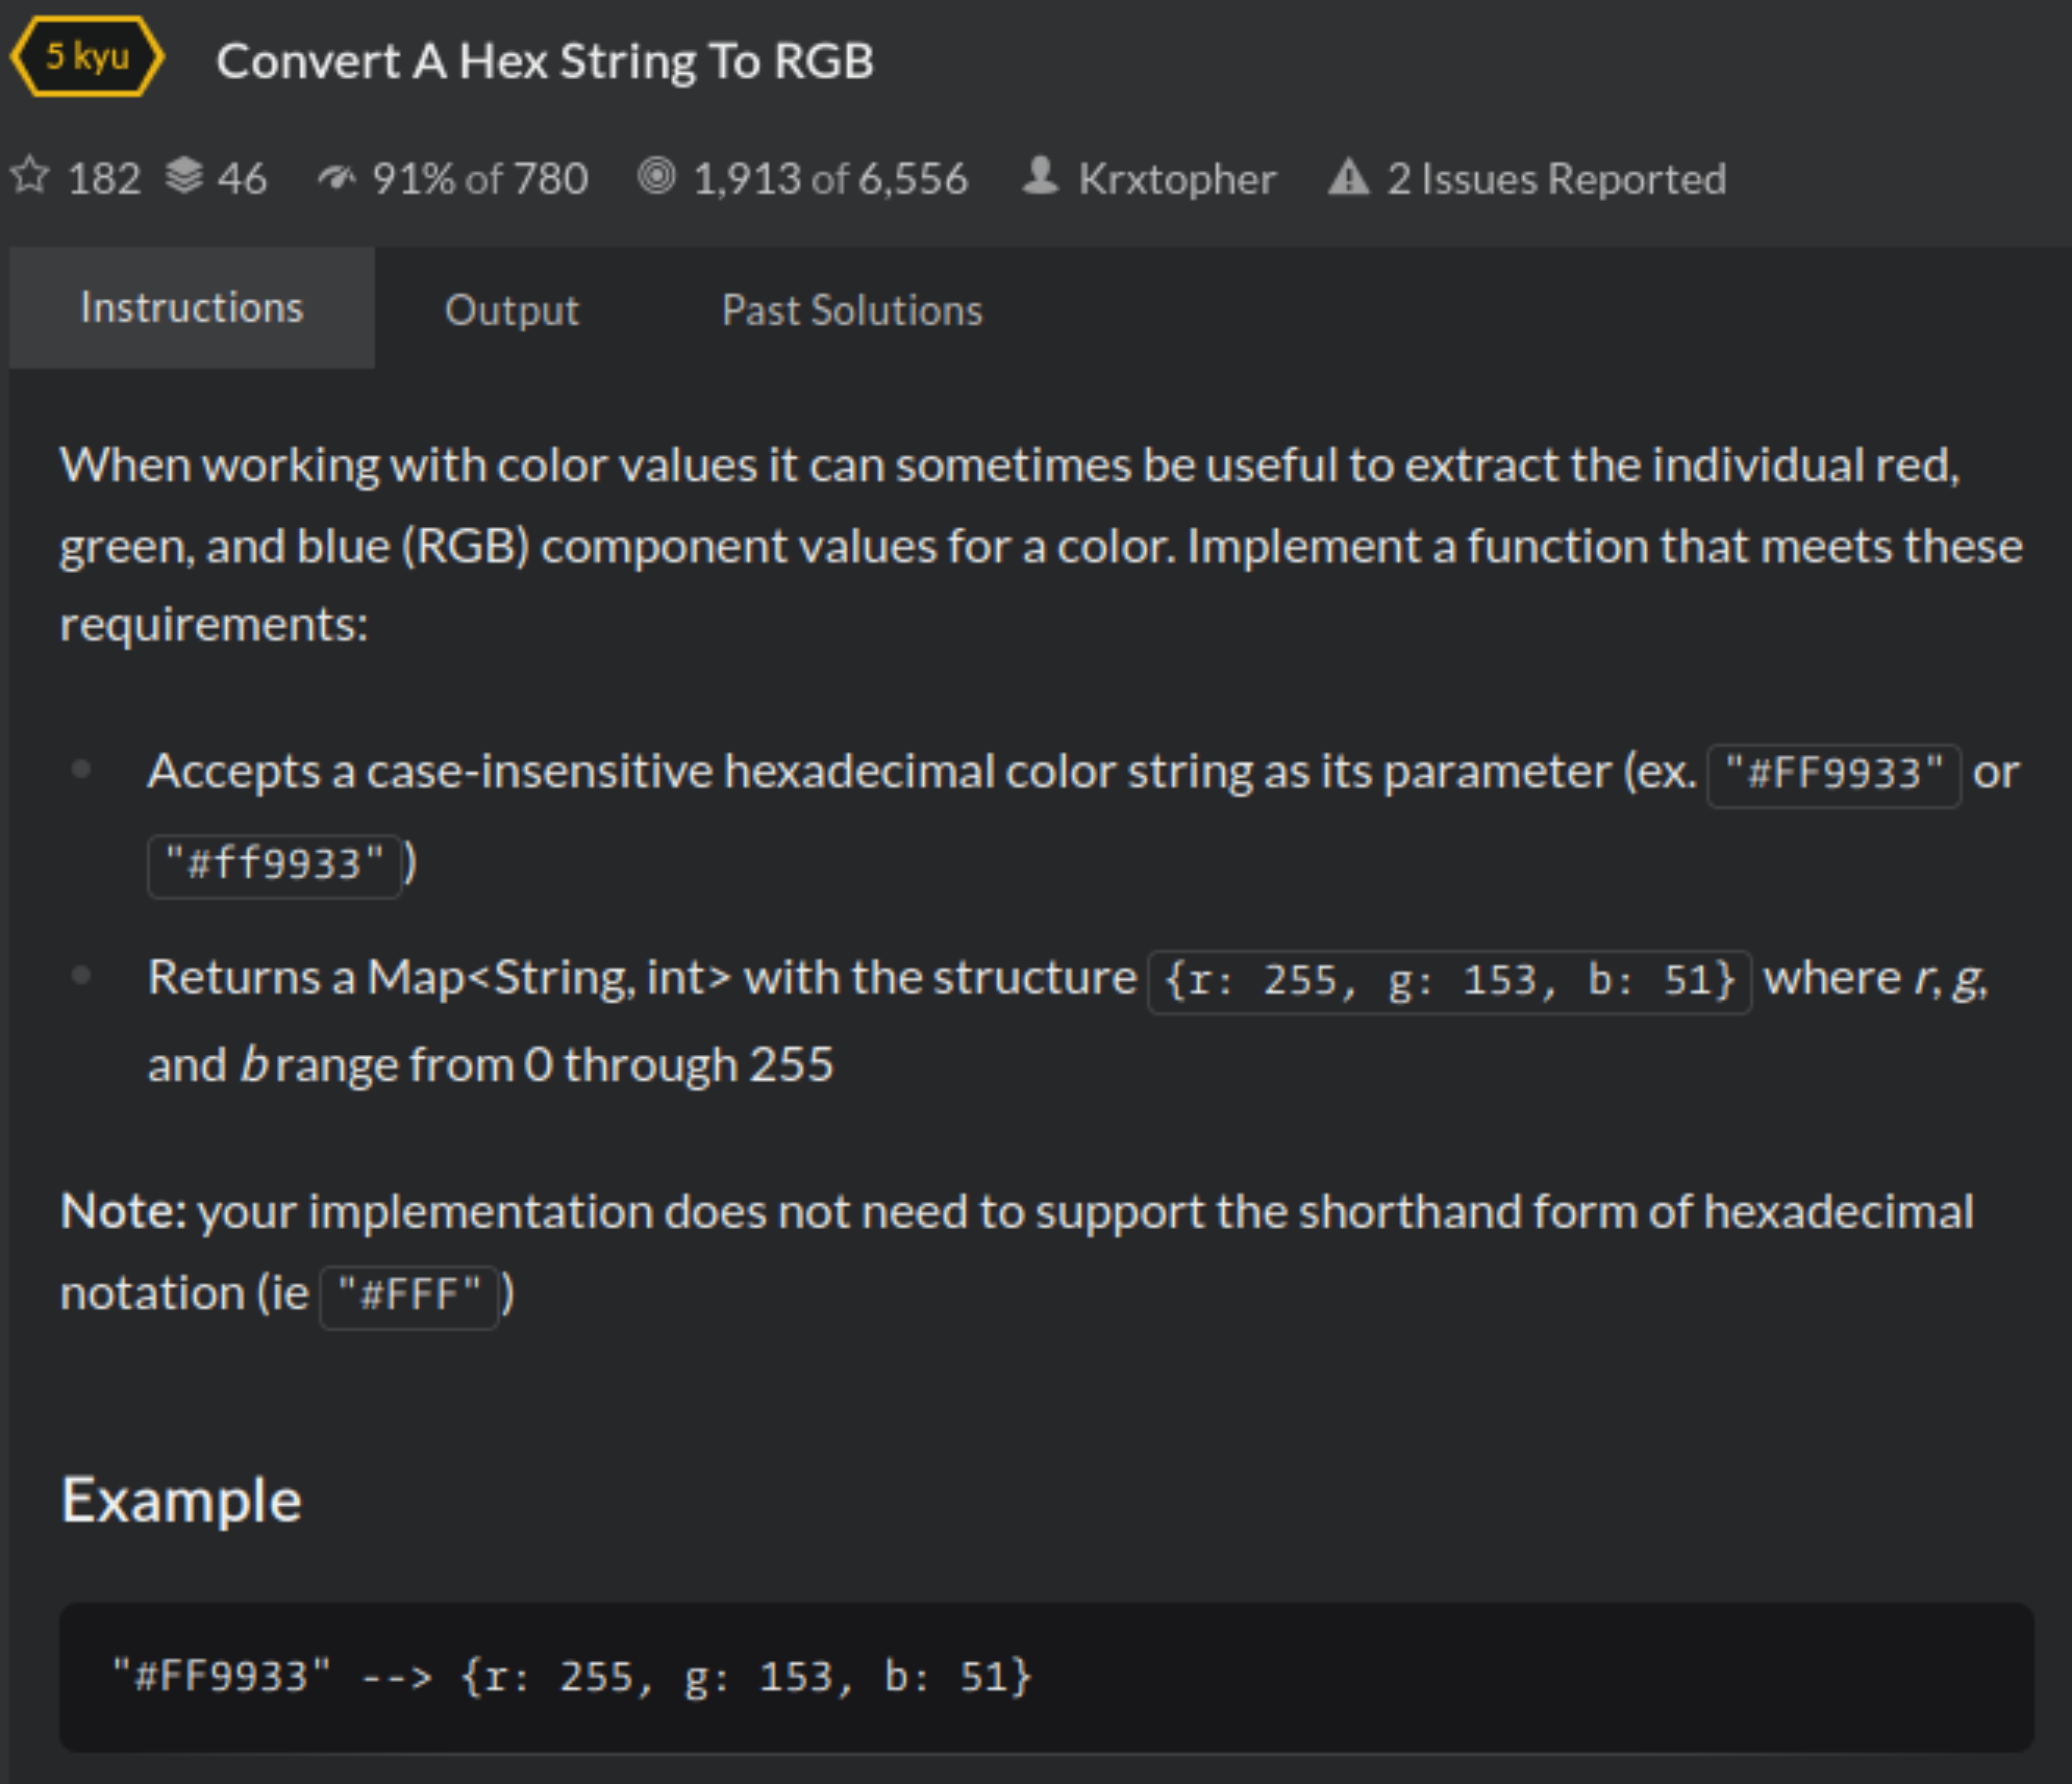 5 kyu Convert A Hex String To RGB
182 46 91% of 780 1,913 of 6,556 Krxtopher 2 Issues Reported
Instructions Output Past Solutions
When working with color values it can sometimes be useful to extract the individual red,
green, and blue (RGB) component values for a color. Implement a function that meets these
requirements:
Accepts a case-insensitive hexadecimal color string as its parameter (ex. "#FF9933" or
"#ff9933")
Returns a Map<String, int> with the structure {r: 255, g: 153, b: 51} where r, g,
and b range from 0 through 255
Note: your implementation does not need to support the shorthand form of hexadecimal
notation (ie "#FFF")
Example
"#FF9933" --> {r: 255, g: 153, b: 51}